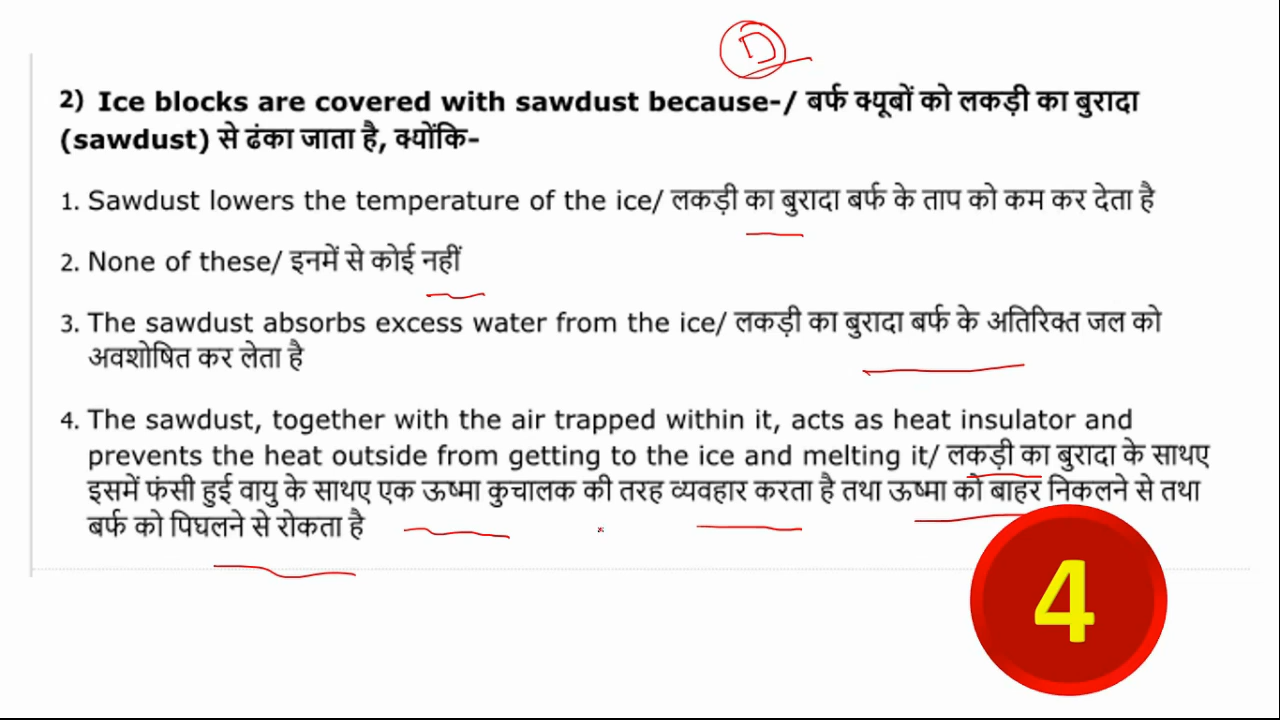 D
2) Ice blocks are covered with sawdust because-/ बर्फ क्यूबों को लकड़ी का बुरादा
(sawdust) से ढंका जाता है, क्योंकि-
1. Sawdust lowers the temperature of the ice/ लकड़ी का बुरादा बर्फ के ताप को कम कर देता है
2. None of these/ इनमें से कोई नहीं
3. The sawdust absorbs excess water from the ice/ लकड़ी का बुरादा बर्फ के अतिरिक्त जल को
अवशोषित कर लेता है
4. The sawdust, together with the air trapped within it, acts as heat insulator and
prevents the heat outside from getting to the ice and melting it/ लकड़ी का बुरादा के साथए
इसमें फंसी हुई वायु के साथए एक ऊष्मा कुचालक की तरह व्यवहार करता है तथा ऊष्मा को बाहर निकलने से तथा
बर्फ को पिघलने से रोकता है
4